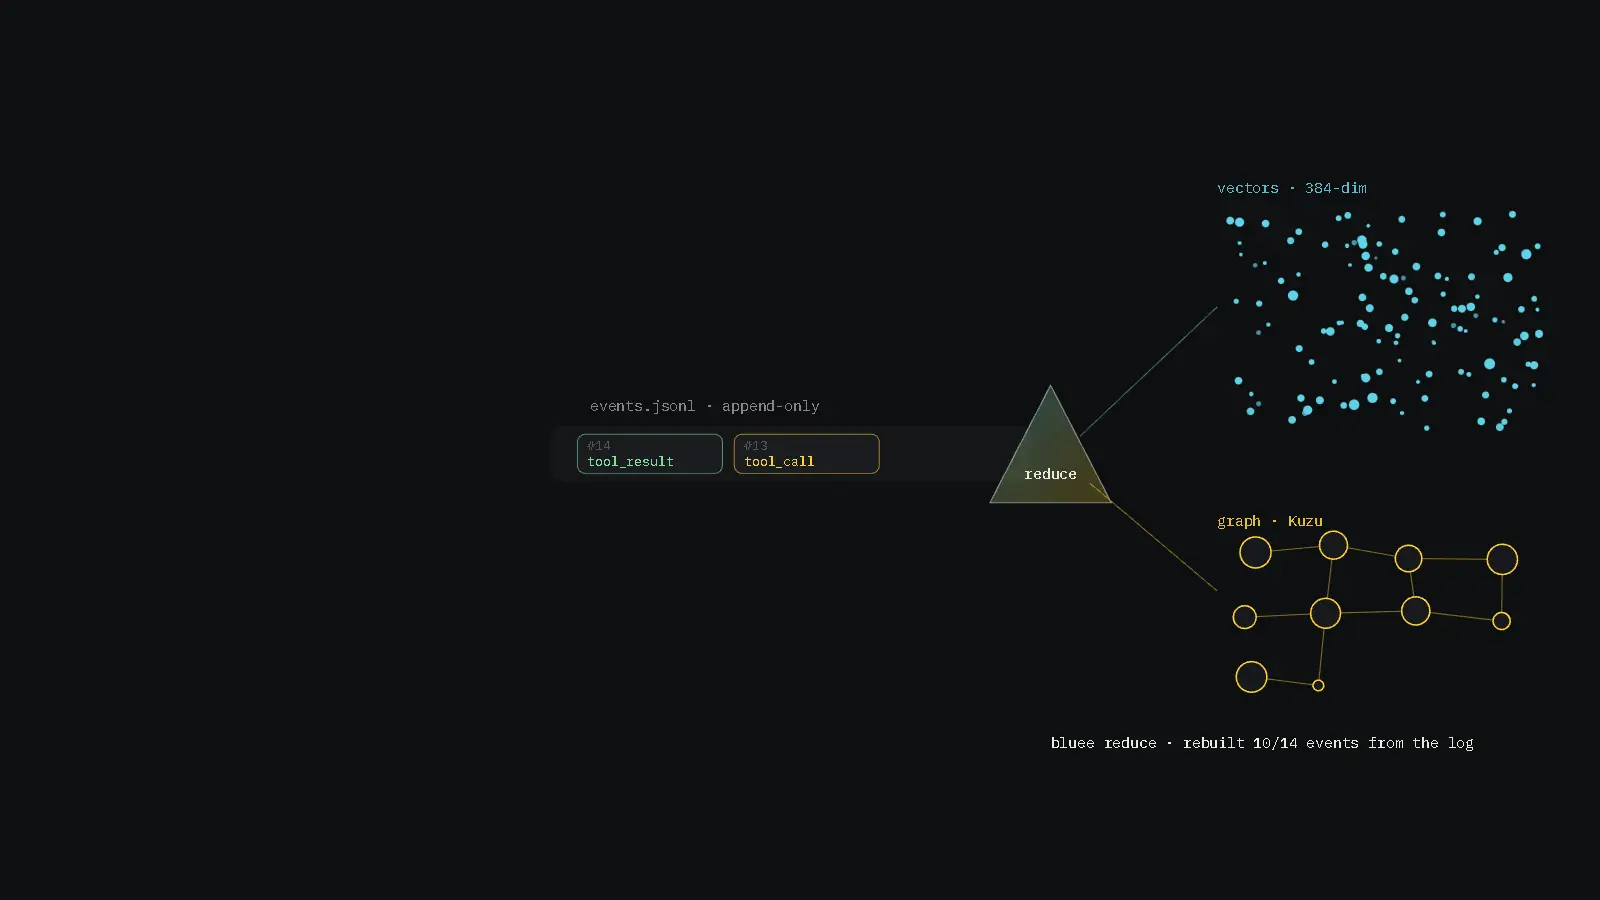 vectors · 384-dim
events.jsonl · append-only
#14
tool_result
#13
tool_call
reduce
graph · Kuzu
bluee reduce · rebuilt 10/14 events from the log